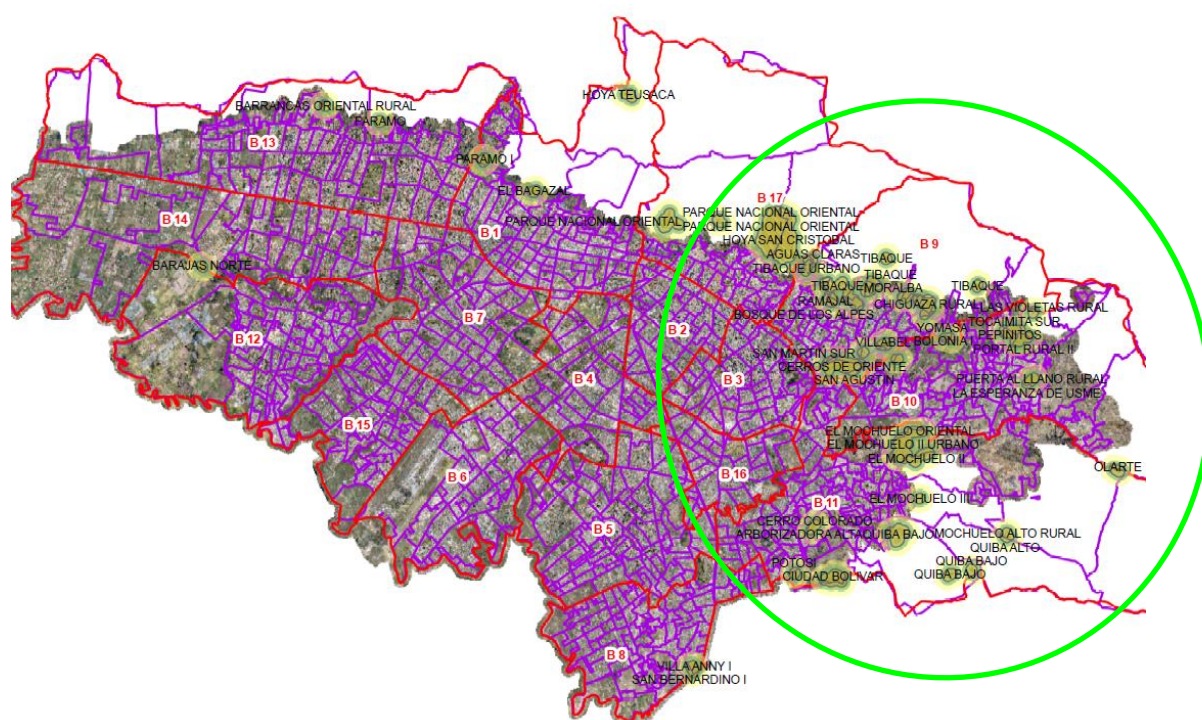 HOYA TEUSACA
BARRANCAS ORIENTAL RURAL
PARAMO
B 13
PARAMO I
EL BAGAZAL
B 17
B 14
PARQUE NACIONAL ORIENTAL
PARQUE NACIONAL ORIENTAL
PARQUE NACIONAL ORIENTAL
B 1
HOYA SAN CRISTOBAL
B 9
AGUAS CLARAS
TIBAQUE
BARAJAS NORTE
TIBAQUE URBANO
TIBAQUE
TIBAQUE
TIBAQUE
MORALBA
RAMAJAL
CHIGUAZA RURAL
LAS VIOLETAS RURAL
BOSQUE DE LOS ALPES
B 7
TOCAIMITA SUR
B 2
YOMASA
PEPINITOS
B 12
VILLABEL
BOLONIA I
PORTAL RURAL II
SAN MARTIN SUR
CERROS DE ORIENTE
B 4
B 3
SAN AGUSTIN
PUERTA AL LLANO RURAL
LA ESPERANZA DE USME
B 10
B 15
EL MOCHUELO ORIENTAL
EL MOCHUELO II URBANO
EL MOCHUELO II
OLARTE
B 6
B 16
EL MOCHUELO III
B 11
CERRO COLORADO
B 5
ARBORIZADORA ALTA
QUIBA BAJO
MOCHUELO ALTO RURAL
QUIBA ALTO
POTOSI
QUIBA BAJO
CIUDAD BOLIVAR
QUIBA BAJO
B 8
VILLA ANNY I
SAN BERNARDINO I